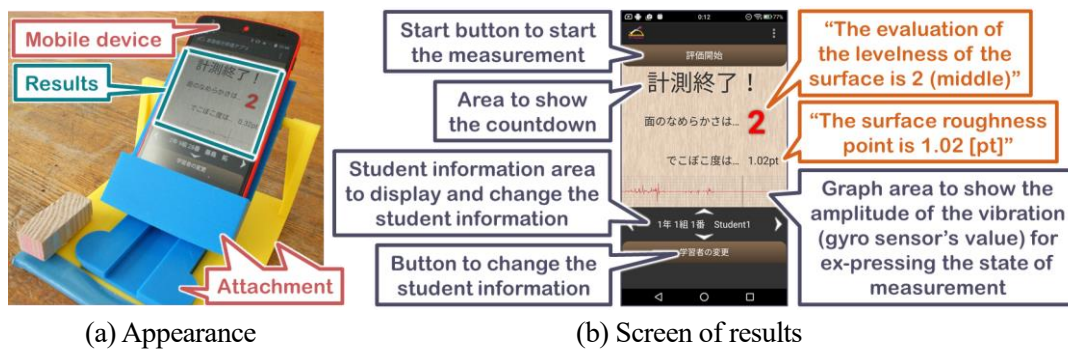 Mobile device
Results
計測終了！
面のなめらかさは…
2
でこぼこ度は…
Attachment
(a) Appearance
Start button to start
the measurement
Area to show
the countdown
Student information area
to display and change the
student information
Button to change the
student information
0:12
77%
評価開始
計測終了！
面のなめらかさは… 2
でこぼこ度は… 1.02pt
1年 1組 1番 Student1
学習者の変更
“The evaluation of
the levelness of the
surface is 2 (middle)”
“The surface roughness
point is 1.02 [pt]”
Graph area to show the
amplitude of the vibration
(gyro sensor’s value) for
ex-pressing the state of
measurement
(b) Screen of results